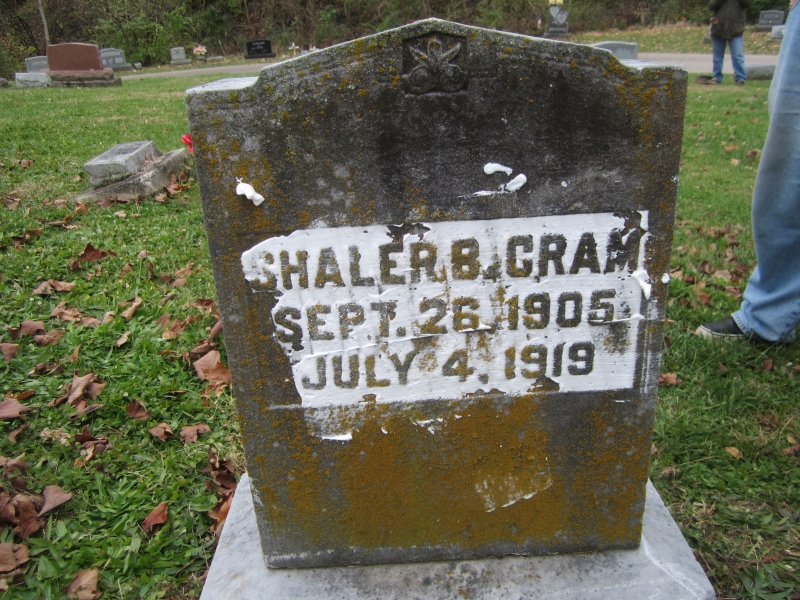 SHALER B. CRAM
SEPT. 26. 1905.
JULY 4. 1919